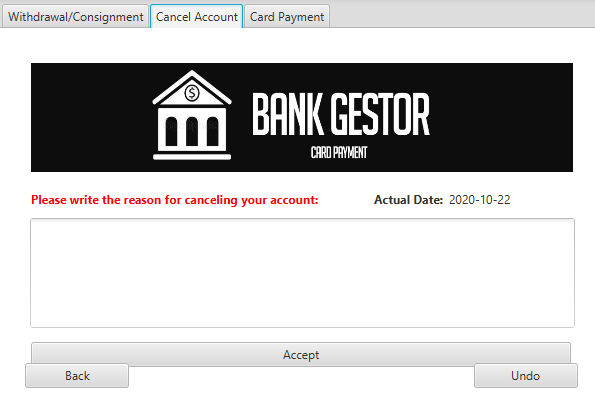 Withdrawal/Consignment Cancel Account Card Payment
$
BANK GESTOR
CARD PAYMENT
Please write the reason for canceling your account: Actual Date: 2020-10-22
Accept
Back Undo